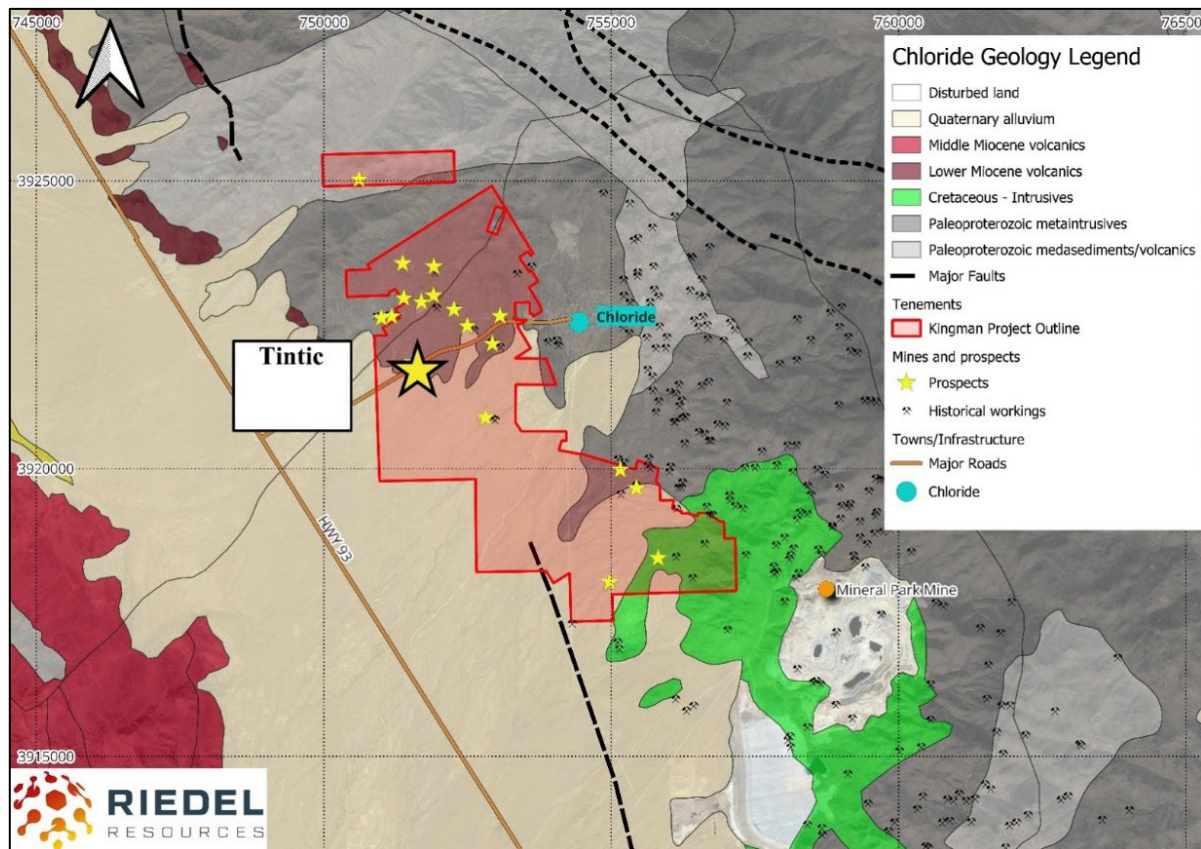 745000
750000
755000
760000
765000
3925000
3920000
3915000
Chloride Geology Legend
Disturbed land
Quaternary alluvium
Middle Miocene volcanics
Lower Miocene volcanics
Cretaceous - Intrusives
Paleoproterozoic metaintrusives
Paleoproterozoic medasediments/volcanics
Major Faults
Tenements
Kingman Project Outline
Mines and prospects
Prospects
Historical workings
Towns/Infrastructure
Major Roads
Chloride
Chloride
Tintic
HWY 93
Mineral Park Mine
RIEDEL
RESOURCES